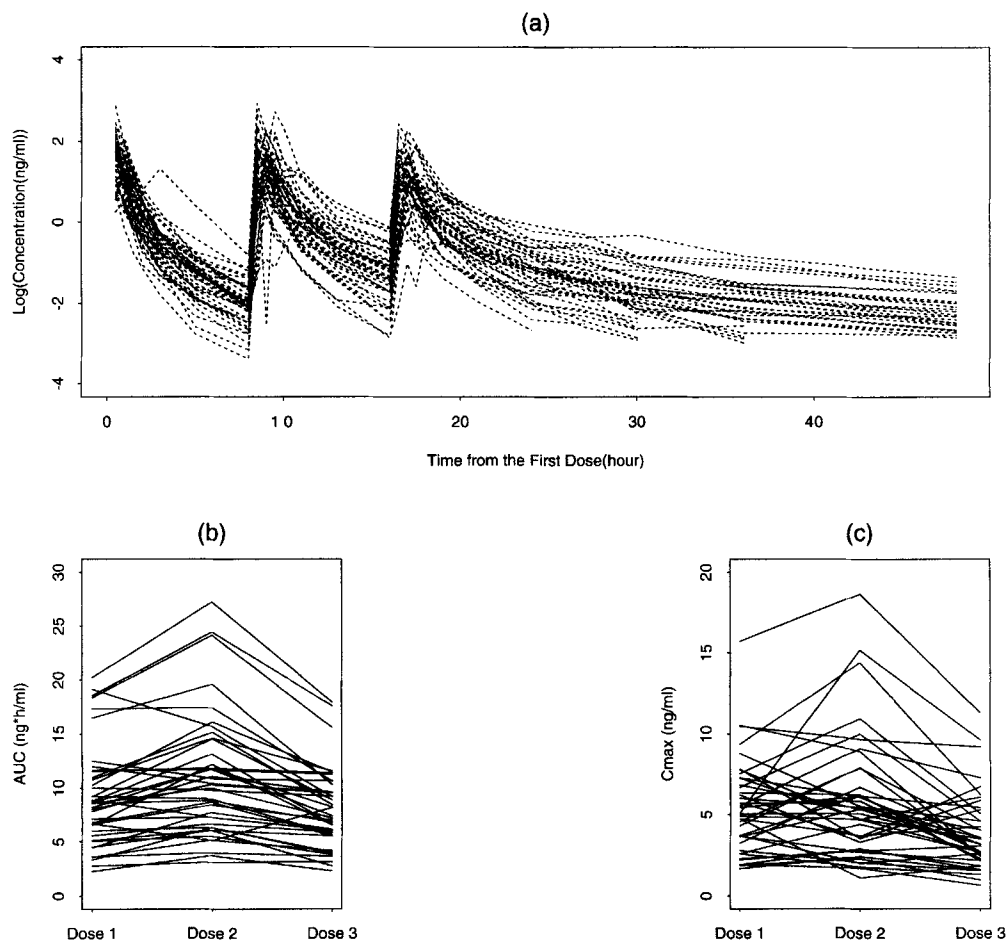 (a)
Log(Concentration(ng/ml))
4
2
0
-2
-4
0
1 0
20
30
40
Time from the First Dose(hour)
(b)
AUC (ng*h/ml)
30
25
20
15
10
5
0
Dose 1
Dose 2
Dose 3
(c)
Cmax (ng/ml)
20
15
10
5
0
Dose 1
Dose 2
Dose 3